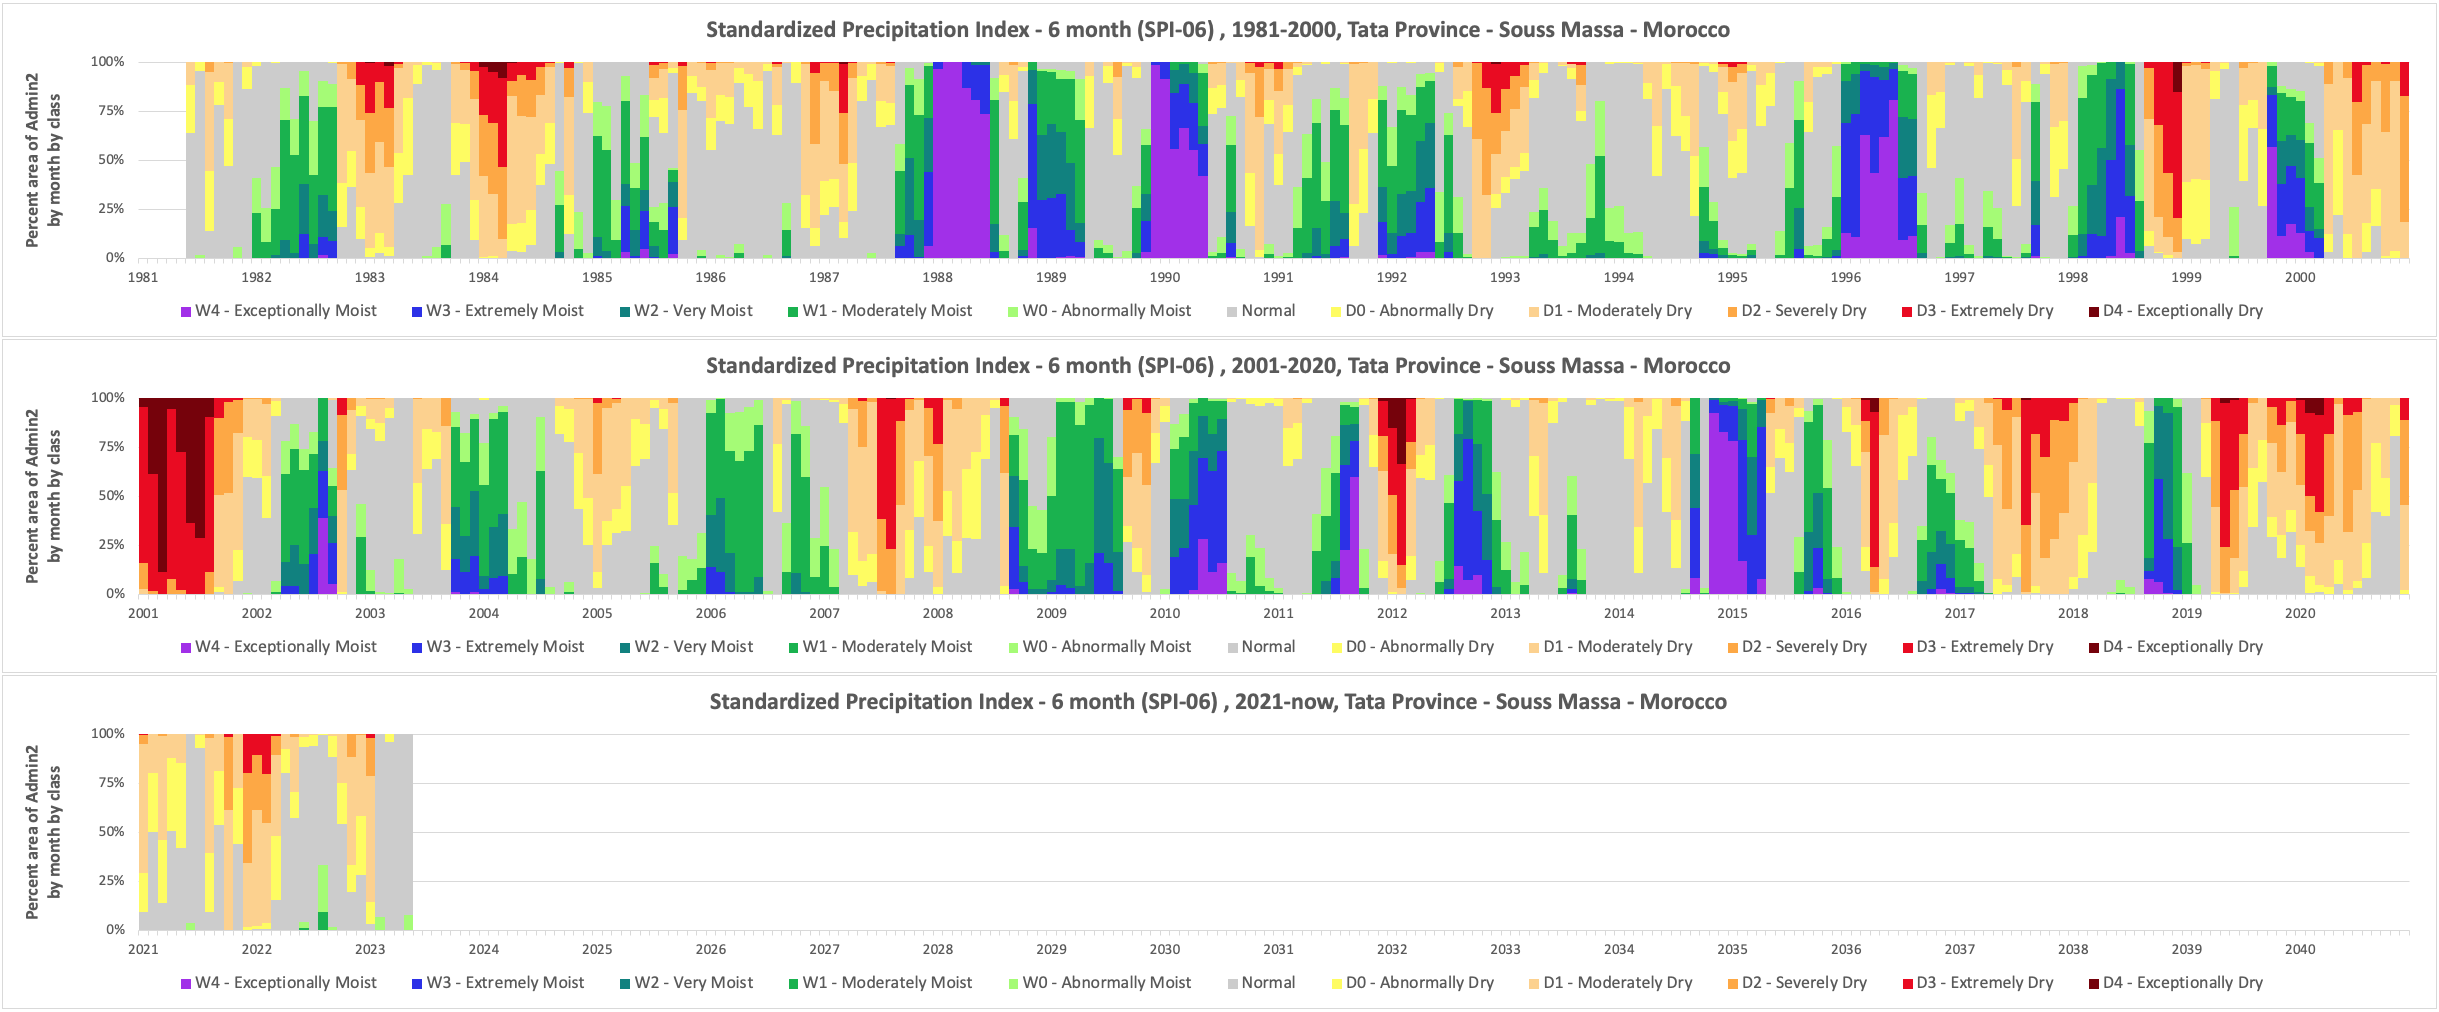 Standardized Precipitation Index - 6 month (SPI-06) , 1981-2000, Tata Province - Souss Massa - Morocco
Percent area of Admin2
by month by class
100%
75%
50%
25%
0%
1981 1982 1983 1984 1985 1986 1987 1988 1989 1990 1991 1992 1993 1994 1995 1996 1997 1998 1999 2000
W4 - Exceptionally Moist W3 - Extremely Moist W2 - Very Moist W1 - Moderately Moist W0 - Abnormally Moist Normal D0 - Abnormally Dry D1 - Moderately Dry D2 - Severely Dry D3 - Extremely Dry D4 - Exceptionally Dry
Standardized Precipitation Index - 6 month (SPI-06) , 2001-2020, Tata Province - Souss Massa - Morocco
Percent area of Admin2
by month by class
100%
75%
50%
25%
0%
2001 2002 2003 2004 2005 2006 2007 2008 2009 2010 2011 2012 2013 2014 2015 2016 2017 2018 2019 2020
W4 - Exceptionally Moist W3 - Extremely Moist W2 - Very Moist W1 - Moderately Moist W0 - Abnormally Moist Normal D0 - Abnormally Dry D1 - Moderately Dry D2 - Severely Dry D3 - Extremely Dry D4 - Exceptionally Dry
Standardized Precipitation Index - 6 month (SPI-06) , 2021-now, Tata Province - Souss Massa - Morocco
Percent area of Admin2
by month by class
100%
75%
50%
25%
0%
2021 2022 2023 2024 2025 2026 2027 2028 2029 2030 2031 2032 2033 2034 2035 2036 2037 2038 2039 2040
W4 - Exceptionally Moist W3 - Extremely Moist W2 - Very Moist W1 - Moderately Moist W0 - Abnormally Moist Normal D0 - Abnormally Dry D1 - Moderately Dry D2 - Severely Dry D3 - Extremely Dry D4 - Exceptionally Dry